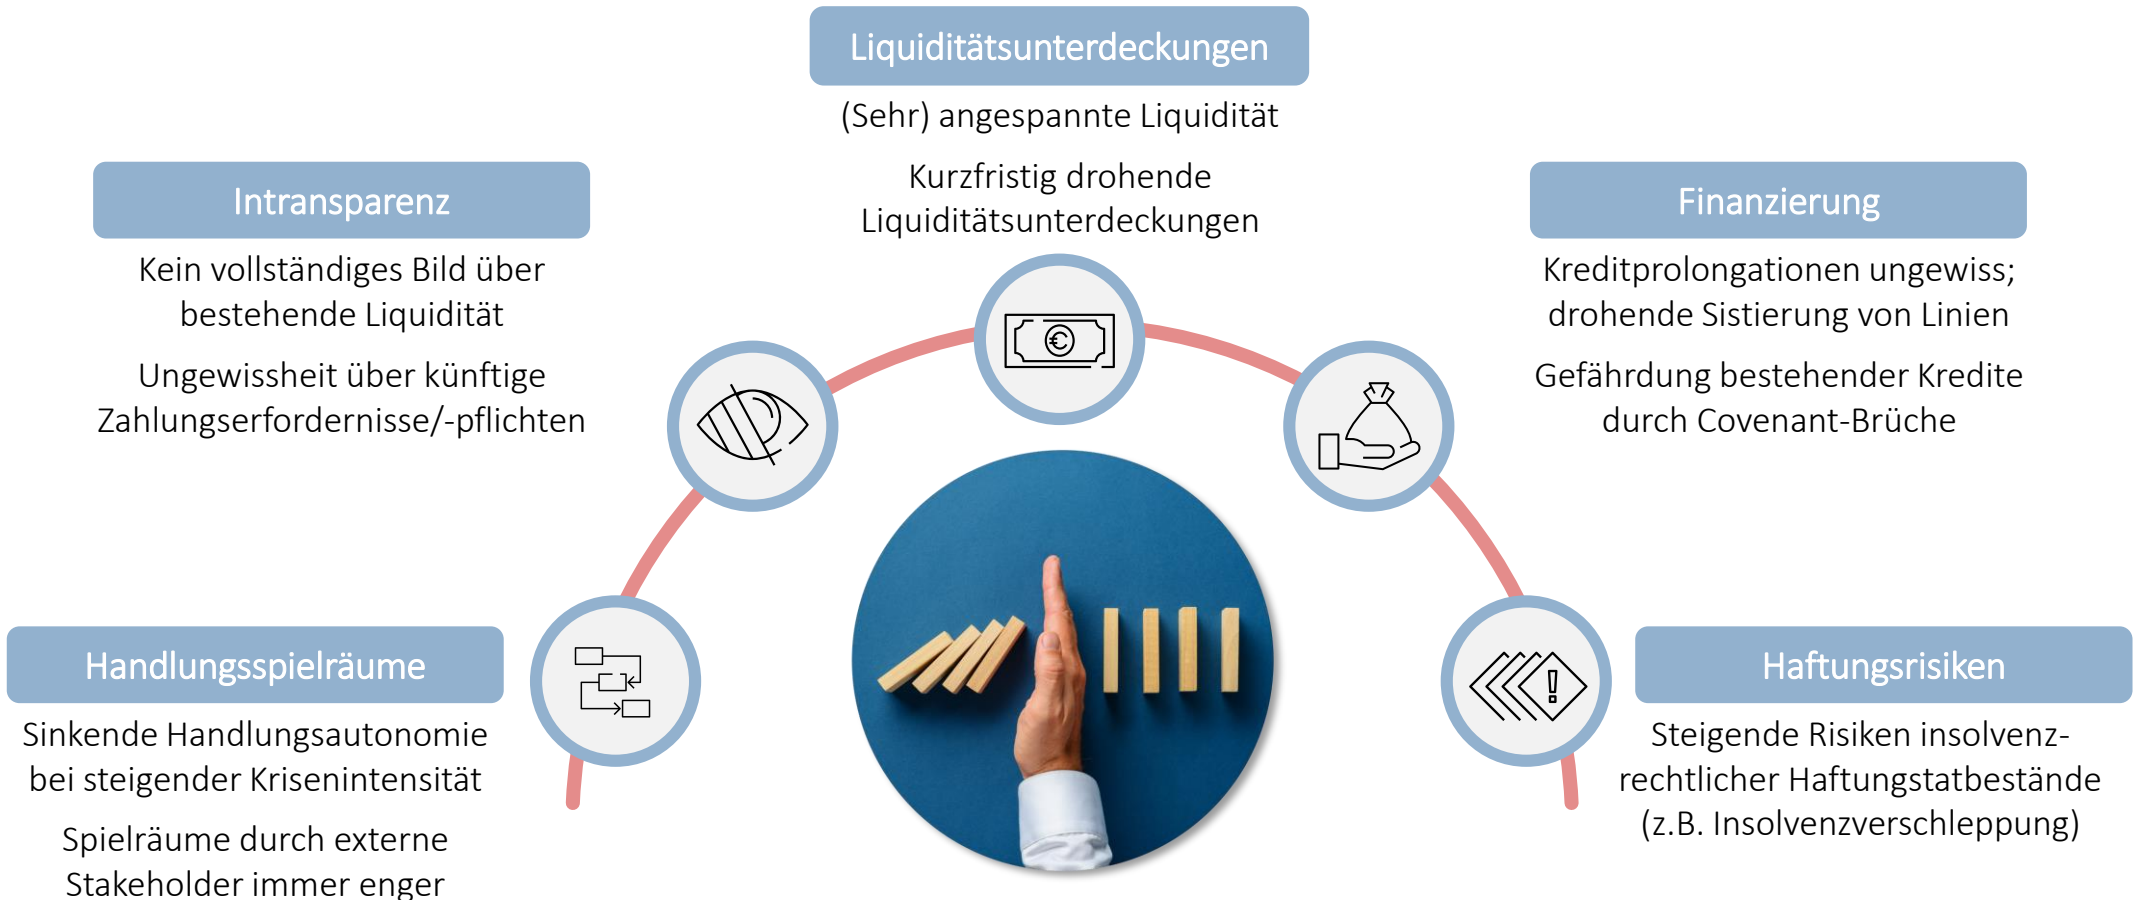 Liquiditätsunterdeckungen
(Sehr) angespannte Liquidität
Kurzfristig drohende
Liquiditätsunterdeckungen
Intransparenz
Kein vollständiges Bild über
bestehende Liquidität
Ungewissheit über künftige
Zahlungserfordernisse/-pflichten
Finanzierung
Kreditprolongationen ungewiss;
drohende Sistierung von Linien
Gefährdung bestehender Kredite
durch Covenant-Brüche
Handlungsspielräume
Sinkende Handlungsautonomie
bei steigender Krisenintensität
Spielräume durch externe
Stakeholder immer enger
Haftungsrisiken
Steigende Risiken insolvenz-
rechtlicher Haftungstatbestände
(z.B. Insolvenzverschleppung)